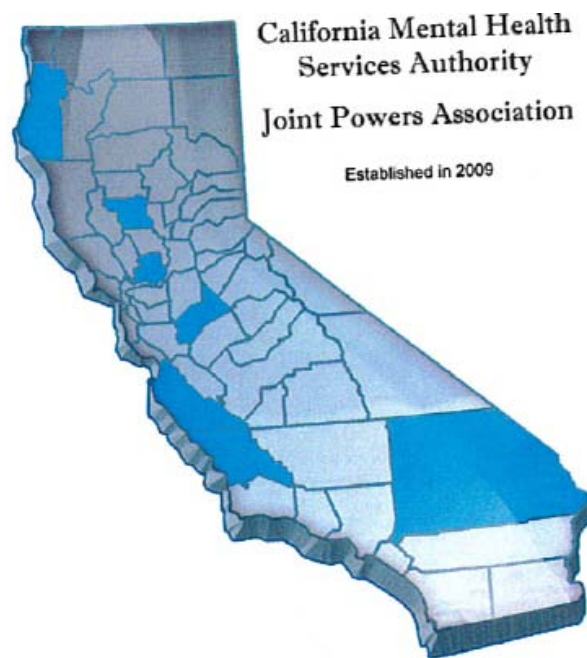 California Mental Health
Services Authority
Joint Powers Association
Established in 2009